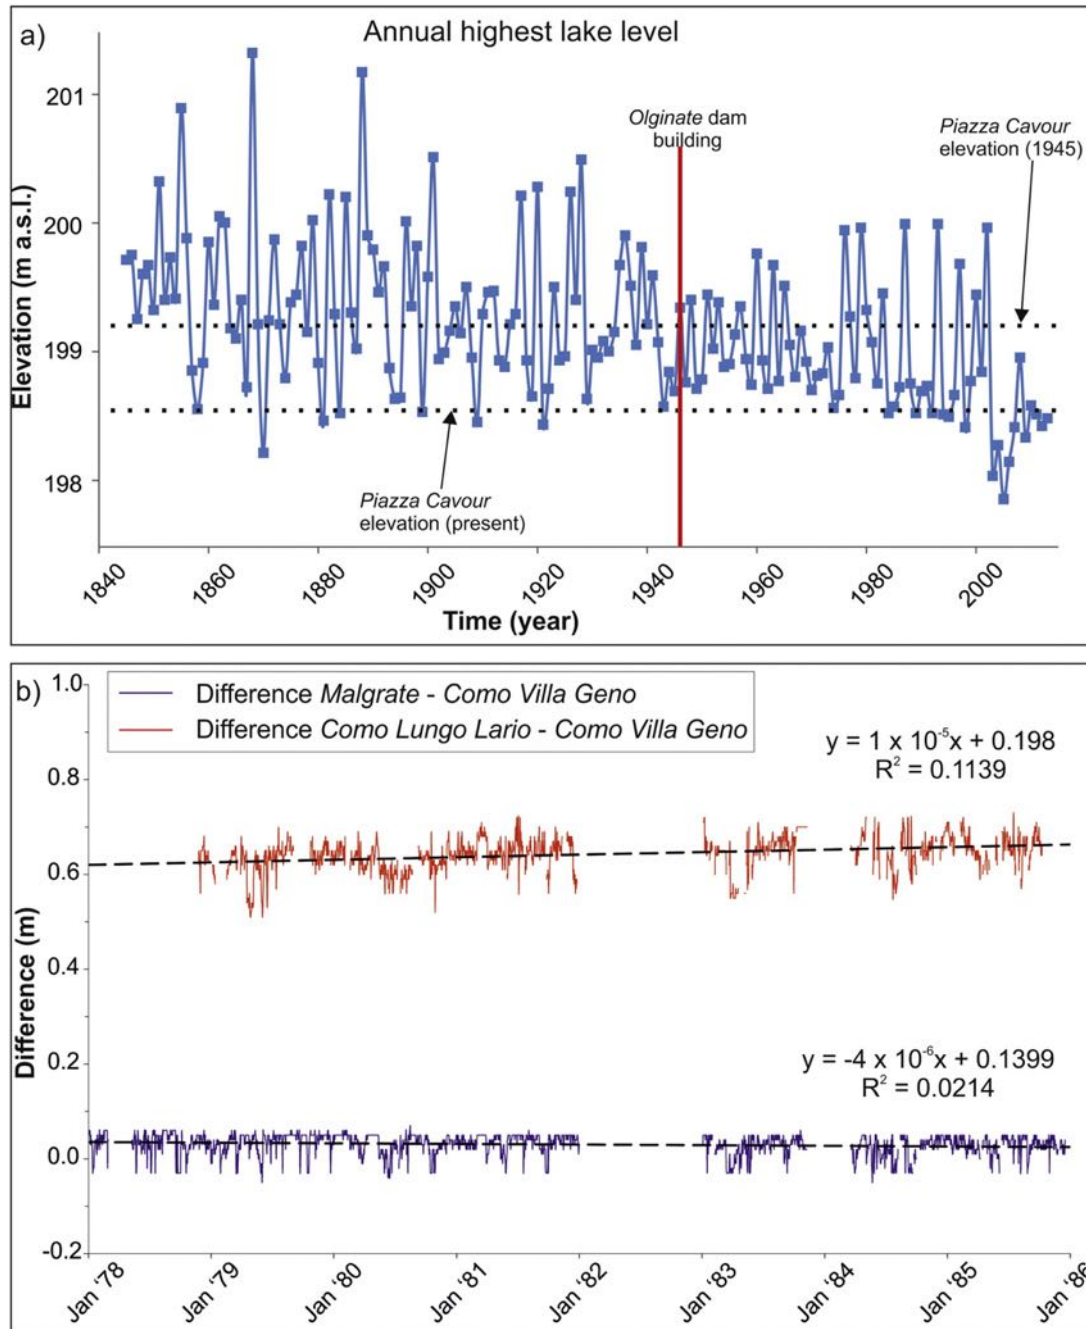 a)
Annual highest lake level
Elevation (m a.s.l.)
201
200
199
198
Olginate dam
building
Piazza Cavour
elevation (1945)
Piazza Cavour
elevation (present)
1840
1860
1880
1900
1920
1940
1960
1980
2000
Time (year)
b)
Difference Malgrate - Como Villa Geno
Difference Como Lungo Lario - Como Villa Geno
y = 1 x 10⁻⁵x + 0.198
R² = 0.1139
y = -4 x 10⁻⁶x + 0.1399
R² = 0.0214
Difference (m)
1.0
0.8
0.6
0.4
0.2
0.0
-0.2
Jan '78
Jan '79
Jan '80
Jan '81
Jan '82
Jan '83
Jan '84
Jan '85
Jan '86